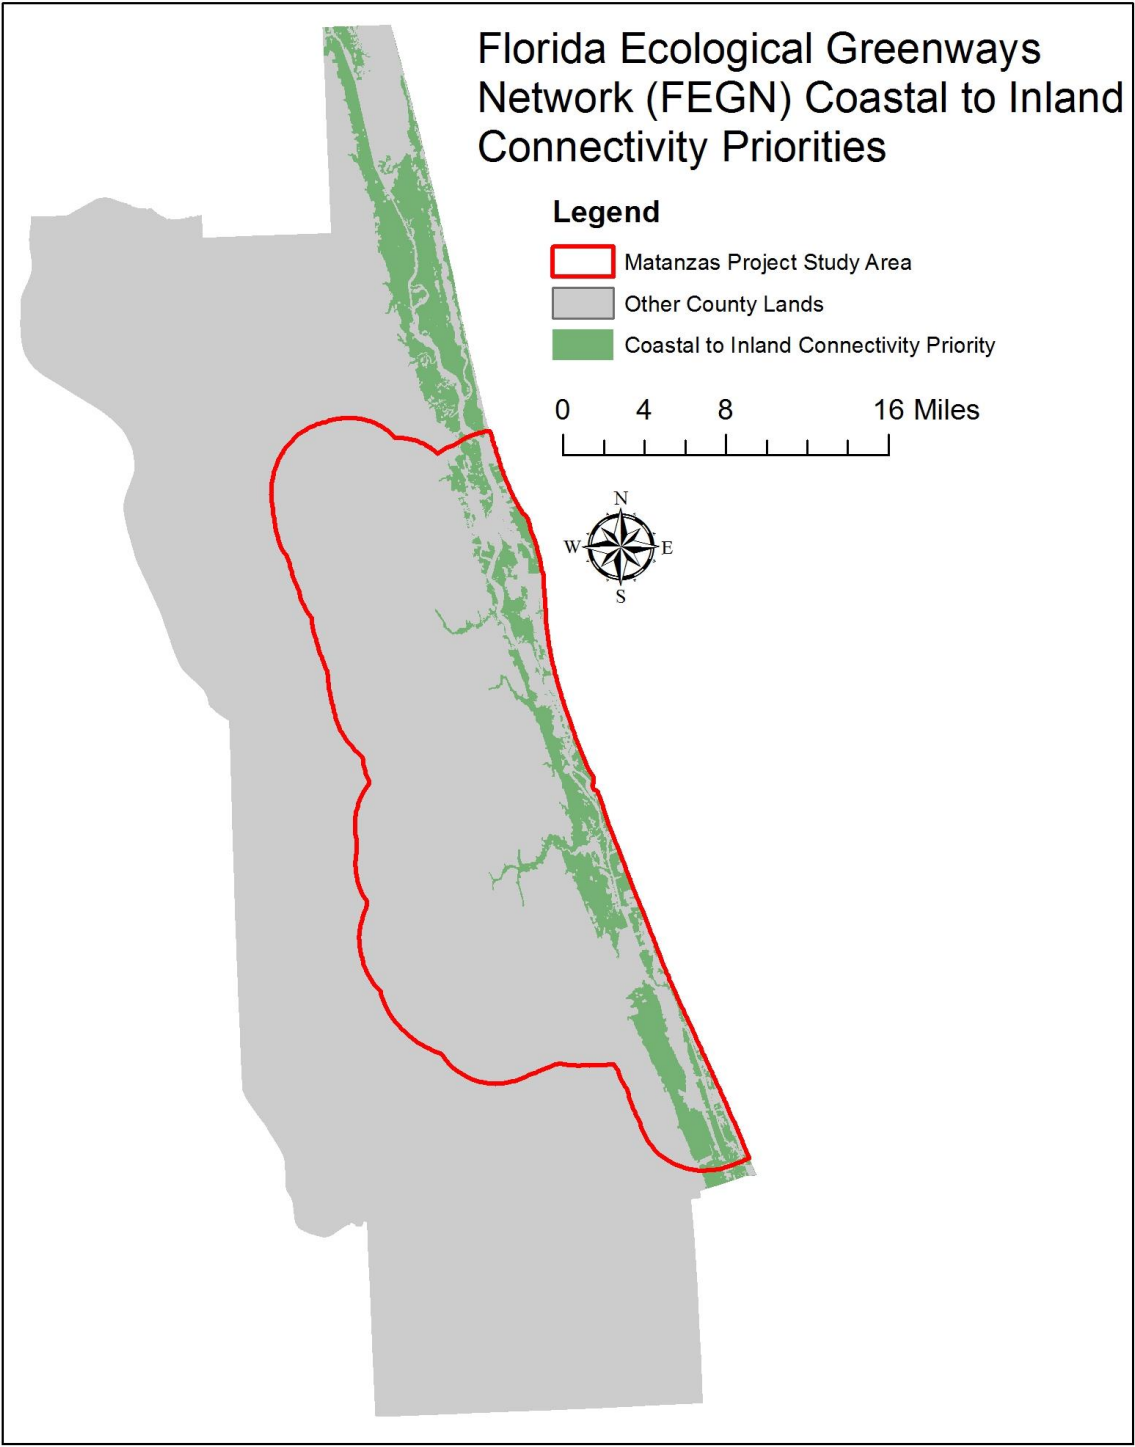 Florida Ecological Greenways
Network (FEGN) Coastal to Inland
Connectivity Priorities
Legend
Matanzas Project Study Area
Other County Lands
Coastal to Inland Connectivity Priority
0 4 8 16 Miles
N
W E
S